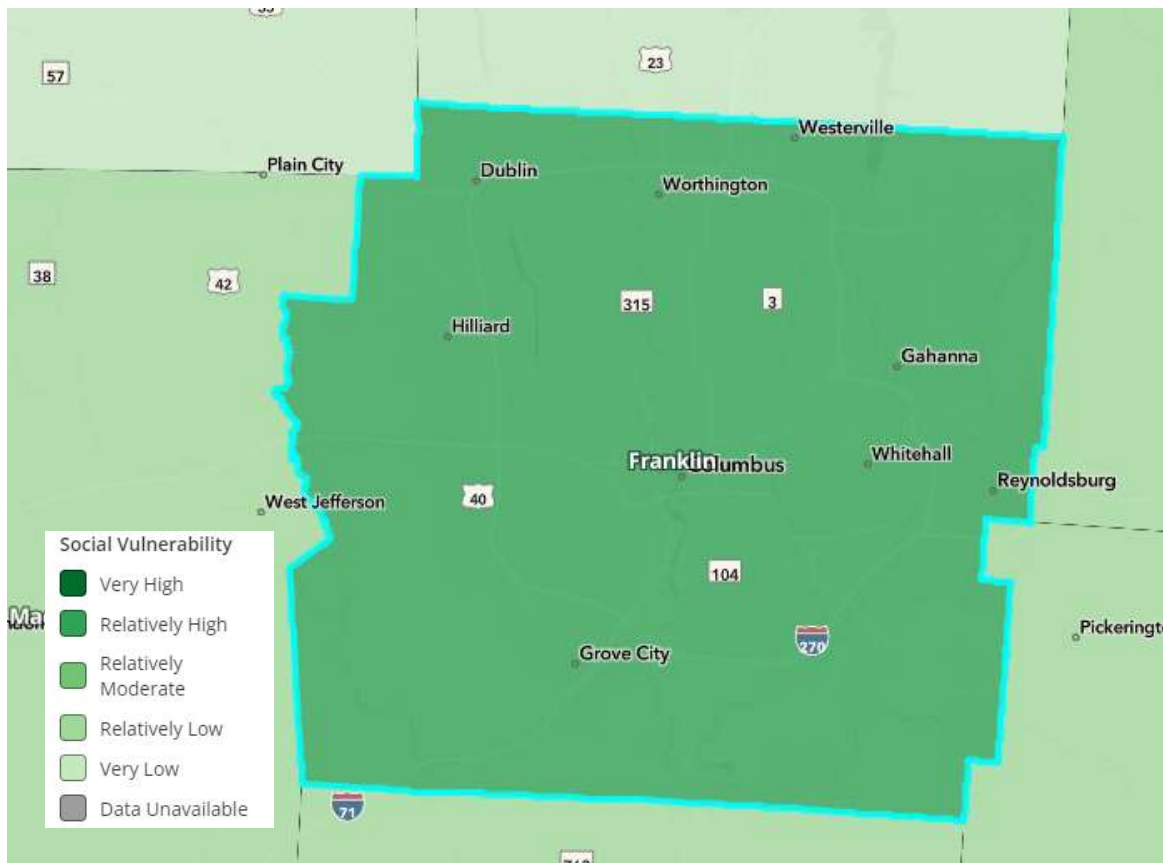 57
23
Westerville
Plain City
Dublin
Worthington
38
42
315
3
Hilliard
Gahanna
Franklin
Columbus
Whitehall
Reynoldsburg
40
West Jefferson
104
270
Pickeringt
Grove City
71
Social Vulnerability
Very High
Relatively High
Relatively
Moderate
Relatively Low
Very Low
Data Unavailable